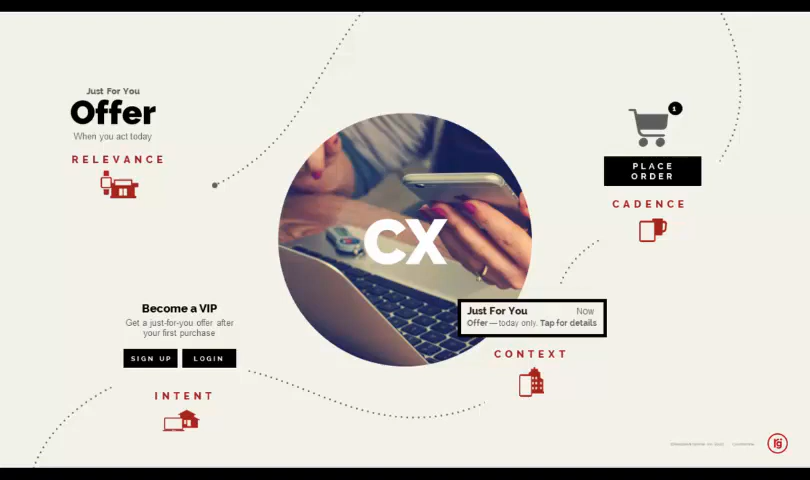 Just For You
Offer
When you act today
RELEVANCE
1
PLACE
ORDER
CADENCE
CX
Become a VIP
Get a just-for-you offer after
your first purchase
SIGN UP
LOGIN
INTENT
Just For You
Now
Offer — today only. Tap for details
CONTEXT